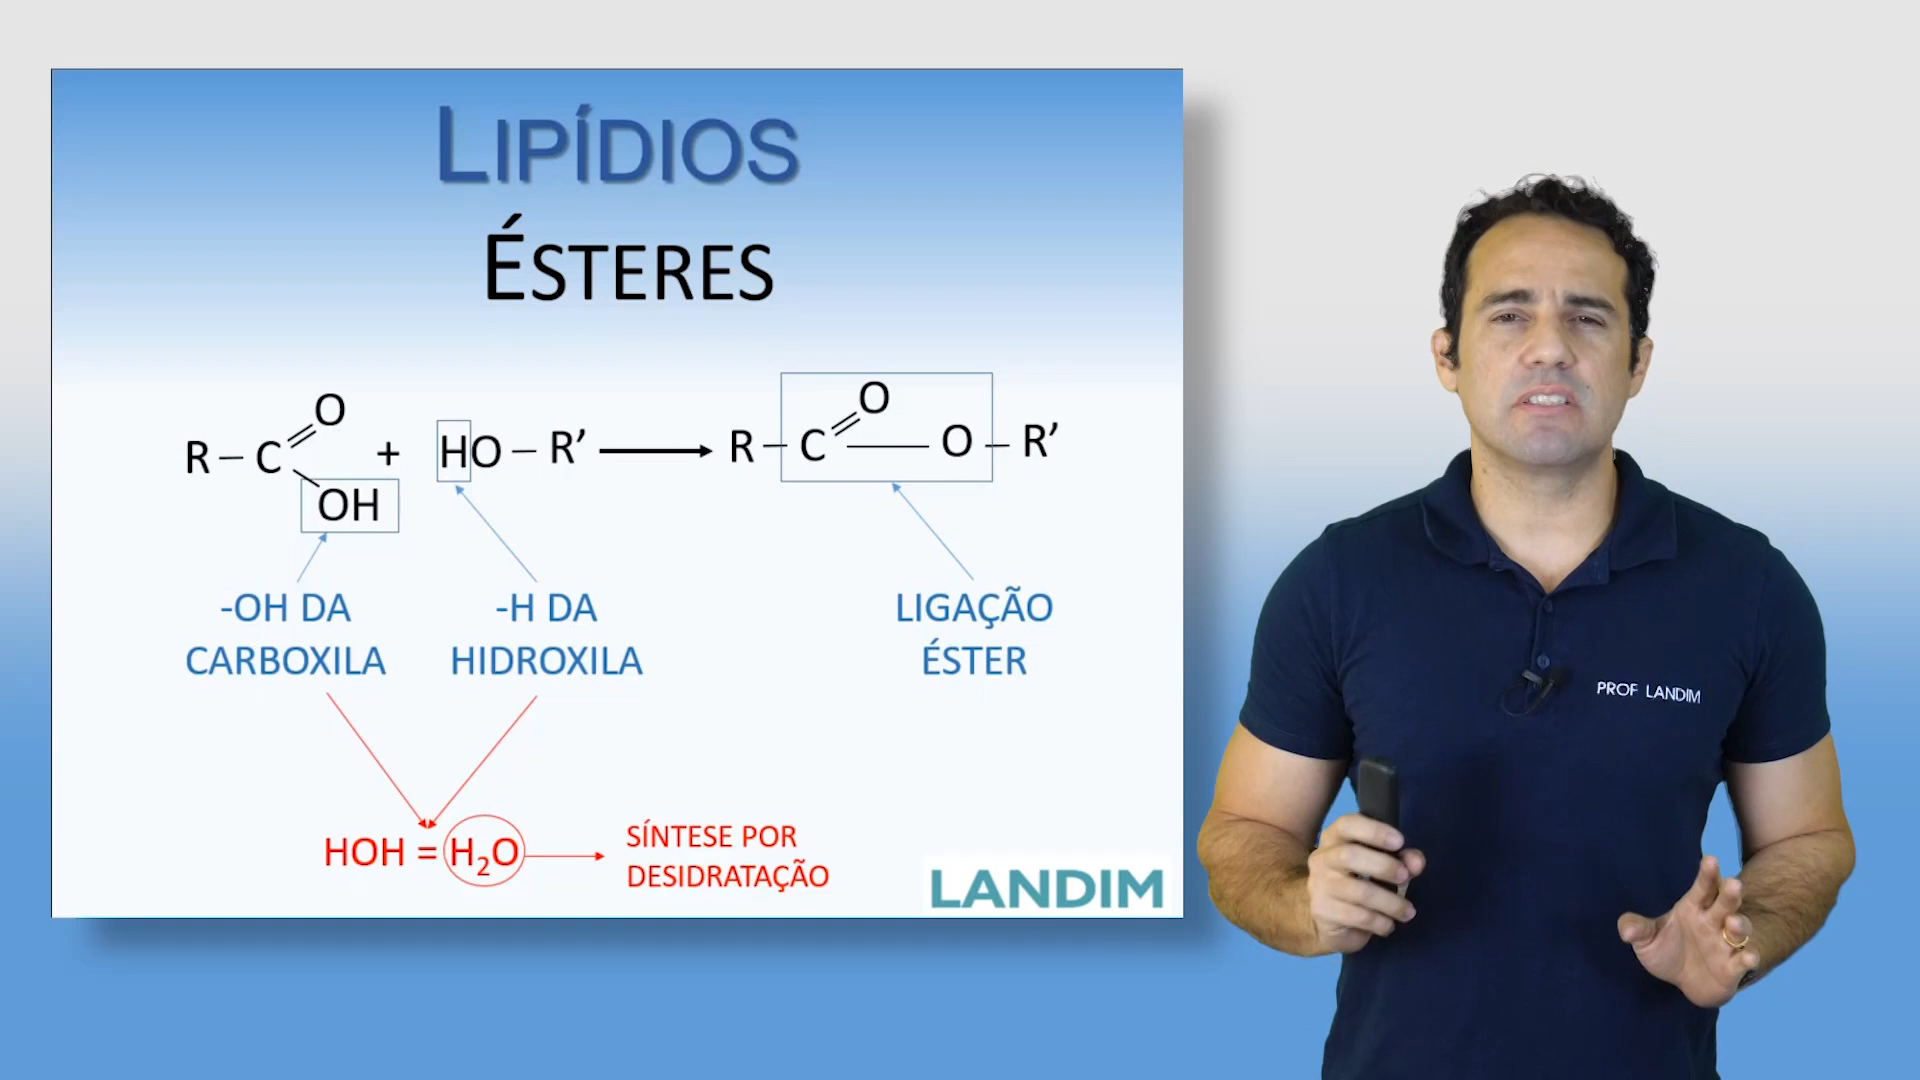 LIPÍDIOS
ÉSTERES
R – C = O OH + HO – R’ → R – C = O — O – R’
-OH DA CARBOXILA
-H DA HIDROXILA
LIGAÇÃO ÉSTER
HOH = H₂O → SÍNTESE POR DESIDRATAÇÃO
LANDIM
PROF LANDIM